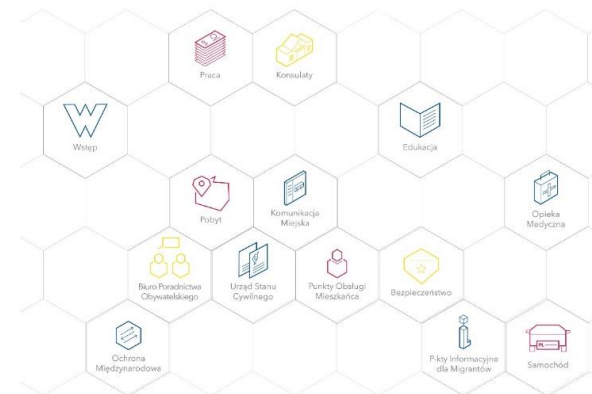 Praca
Konsulaty
Wstęp
Edukacja
Pobyt
Komunikacja
Miejska
Opieka
Medyczna
Biuro Poradnictwa
Obywatelskiego
Urząd Stanu
Cywilnego
Punkty Obsługi
Mieszkańca
Bezpieczeństwo
Ochrona
Międzynarodowa
P-kty Informacyjne
dla Migrantów
PL
Samochód